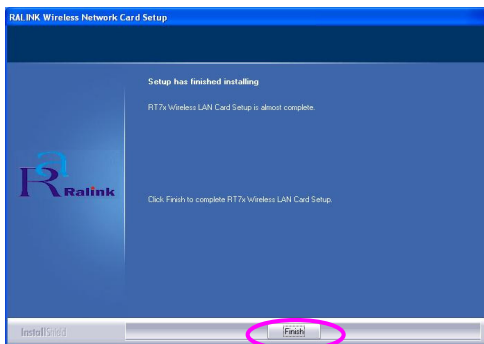 RALINK Wireless Network Card Setup
Setup has finished installing
RT7x Wireless LAN Card Setup is almost complete.
Ralink
Click Finish to complete RT7x Wireless LAN Card Setup.
InstallShield
Finish